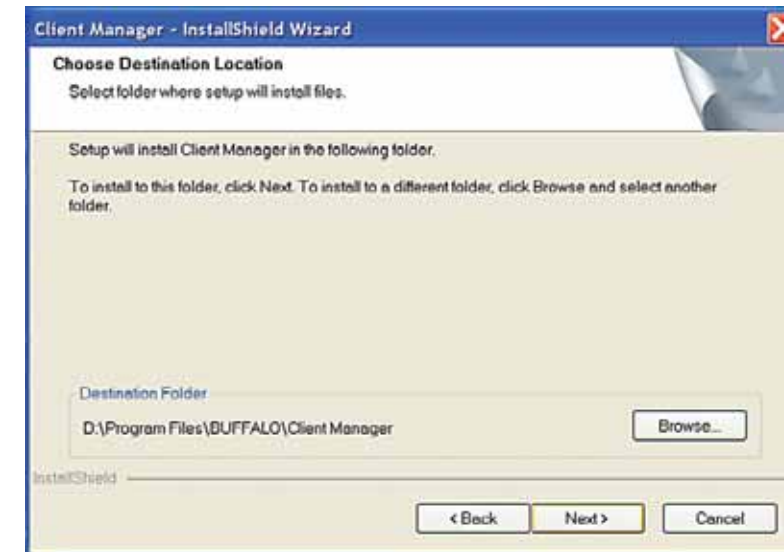 Client Manager - InstallShield Wizard
Choose Destination Location
Select folder where setup will install files.
Setup will install Client Manager in the following folder.
To install to this folder, click Next. To install to a different folder, click Browse and select another
folder.
Destination Folder
D:\Program Files\BUFFALO\Client Manager
Browse...
InstallShield
< Back
Next >
Cancel